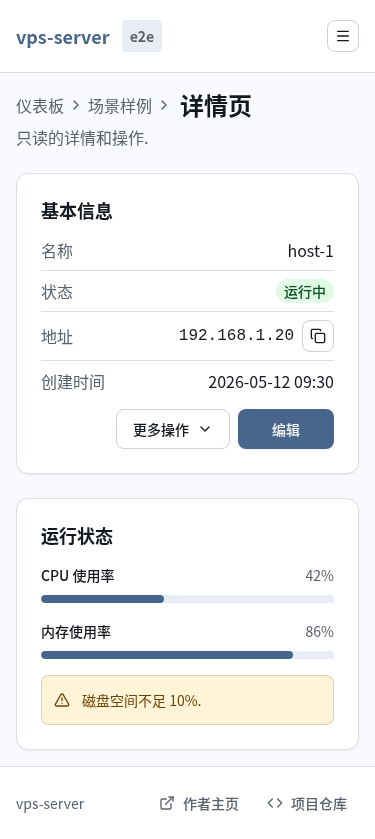 vps-server e2e
仪表板 场景样例 详情页
只读的详情和操作.
基本信息
名称 host-1
状态 运行中
地址 192.168.1.20
创建时间 2026-05-12 09:30
更多操作 编辑
运行状态
CPU 使用率 42%
内存使用率 86%
磁盘空间不足 10%.
vps-server 作者主页 项目仓库